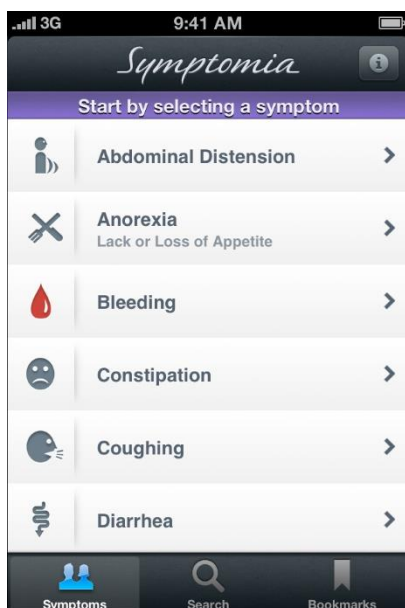 3G 9:41 AM
Symptomia
i
Start by selecting a symptom
Abdominal Distension
Anorexia
Lack or Loss of Appetite
Bleeding
Constipation
Coughing
Diarrhea
Symptoms Search Bookmarks